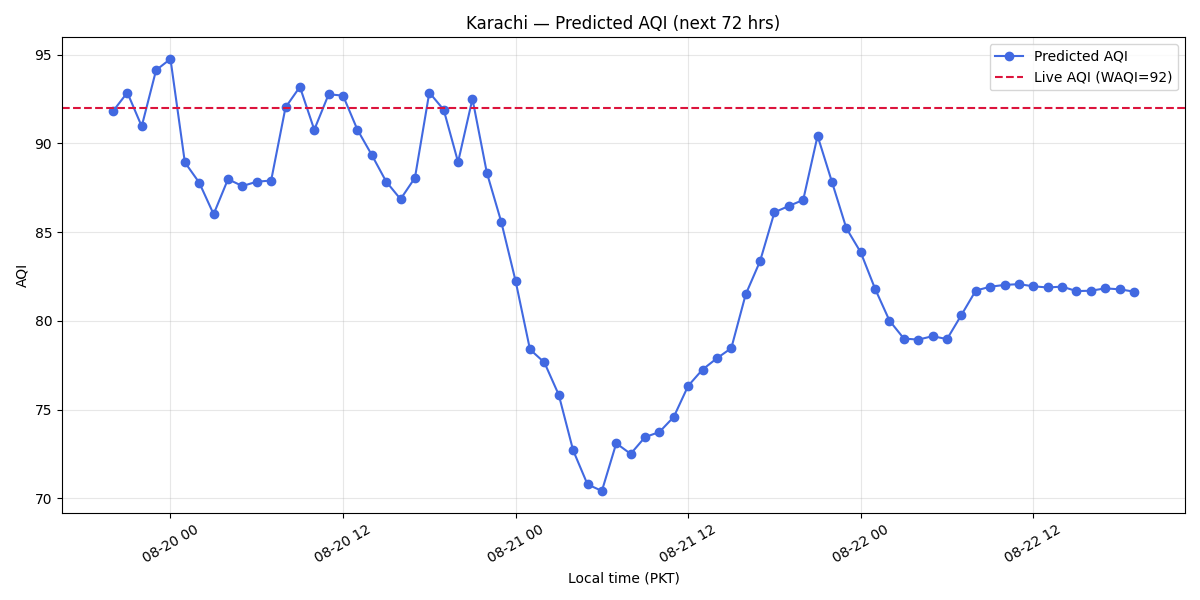 Karachi — Predicted AQI (next 72 hrs)
Predicted AQI
Live AQI (WAQI=92)
95
90
85
80
75
70
AQI
08-20 00
08-20 12
08-21 00
08-21 12
08-22 00
08-22 12
Local time (PKT)